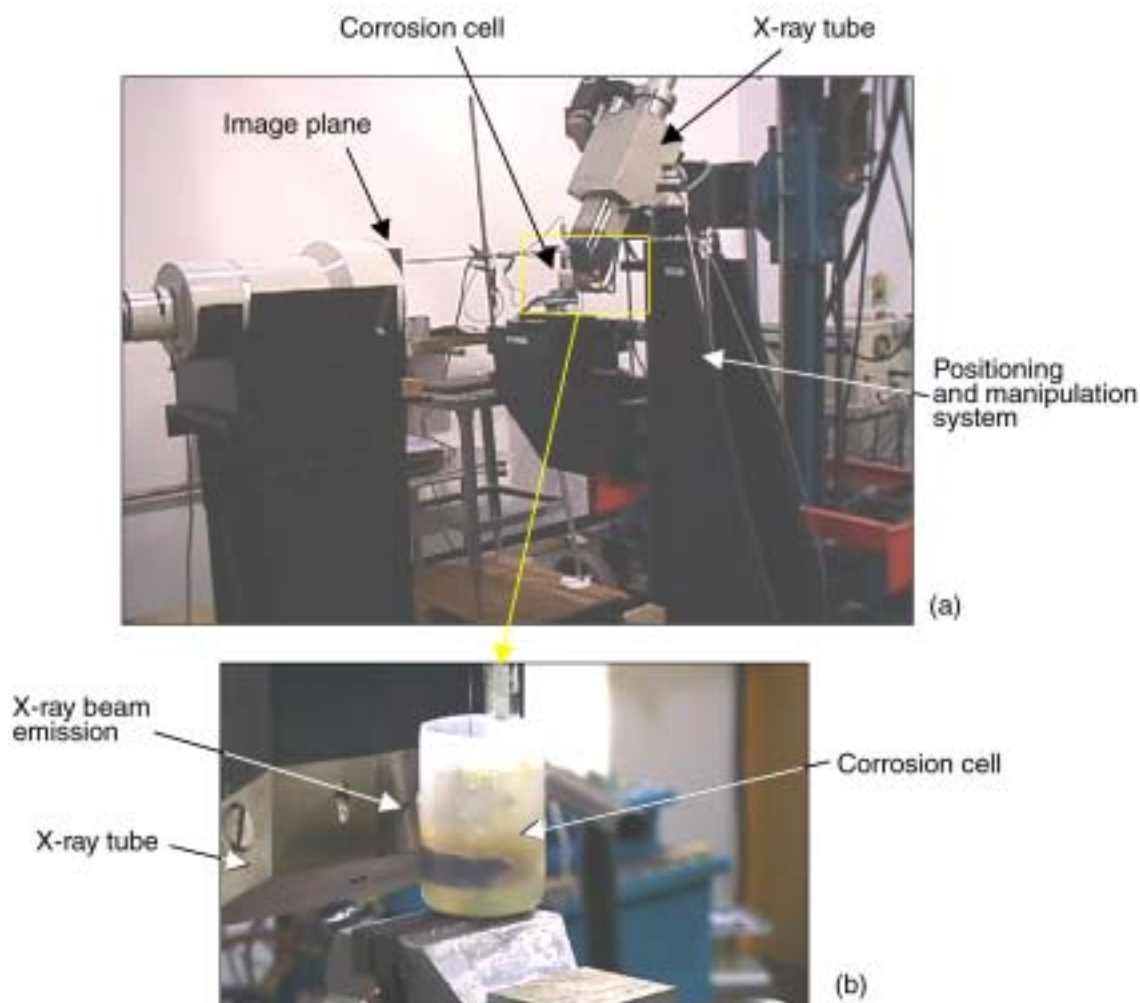 Corrosion cell
X-ray tube
Image plane
Positioning
and manipulation
system
(a)
X-ray beam
emission
Corrosion cell
X-ray tube
(b)